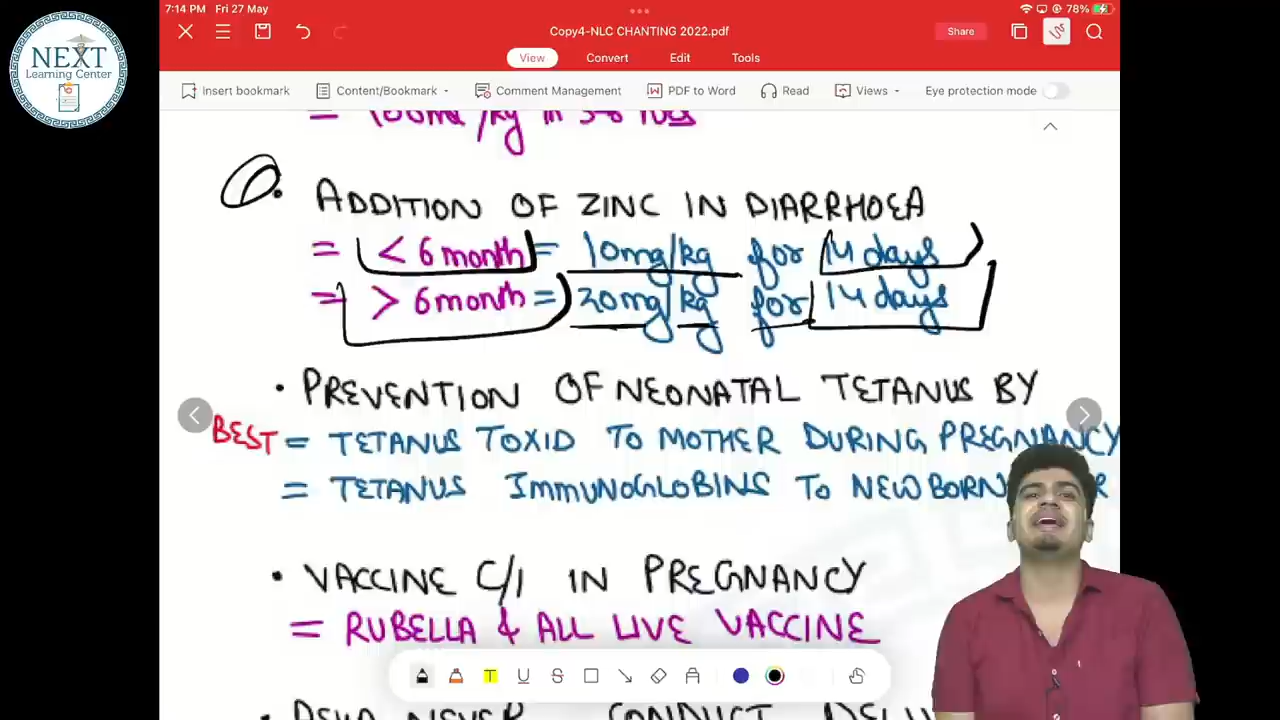 7:14 PM Fri 27 May
78%
NEXT
Learning Center
Copy4-NLC CHANTING 2022.pdf
Share
View Convert Edit Tools
Insert bookmark Content/Bookmark Comment Management PDF to Word Read Views Eye protection mode
ADDITION OF ZINC IN DIARRHOEA
= < 6 month = 10mg/kg for 14 days
= > 6month = 20mg/kg for 14 days
• PREVENTION OF NEONATAL TETANUS BY
BEST = TETANUS TOXID TO MOTHER DURING PREGNANCY
= TETANUS IMMUNOGLOBINS TO NEWBORN
• VACCINE C/I IN PREGNANCY
= RUBELLA & ALL LIVE VACCINE
T U S
NEVER CONDUCT